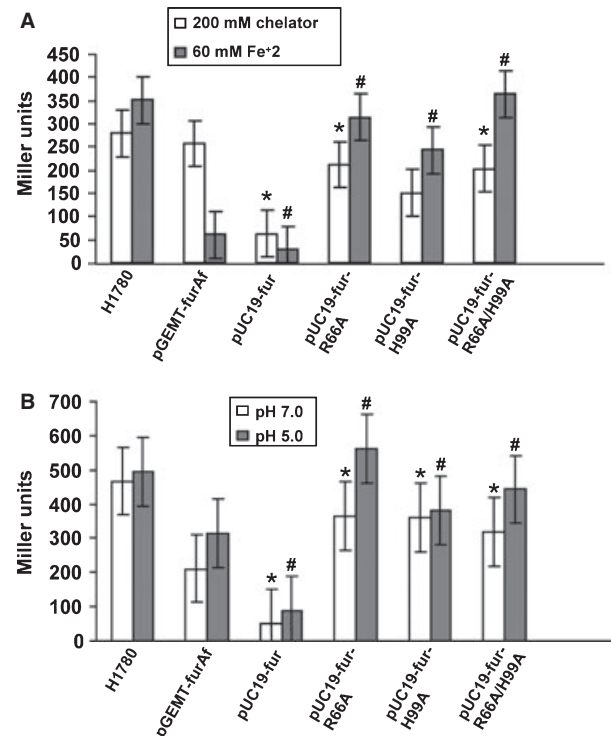 A
200 mM chelator
60 mM Fe+2
Miller units
450
400
350
300
250
200
150
100
50
0
*
#
*
#
#
*
#
H1780
pGEMT-furAf
pUC19-fur
pUC19-fur-
R66A
pUC19-fur-
H99A
pUC19-fur-
R66A/H99A
B
pH 7.0
pH 5.0
Miller units
700
600
500
400
300
200
100
0
*
#
*
#
*
#
*
#
H1780
pGEMT-furAf
pUC19-fur
pUC19-fur-
R66A
pUC19-fur-
H99A
pUC19-fur-
R66A/H99A